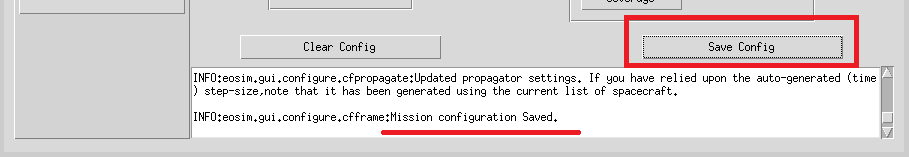 Coverage
Clear Config
Save Config
INFO:eosim.gui.configure.cfpropagate:Updated propagator settings. If you have relied upon the auto-generated (time
) step-size,note that it has been generated using the current list of spacecraft.
INFO:eosim.gui.configure.cfframe:Mission configuration Saved.